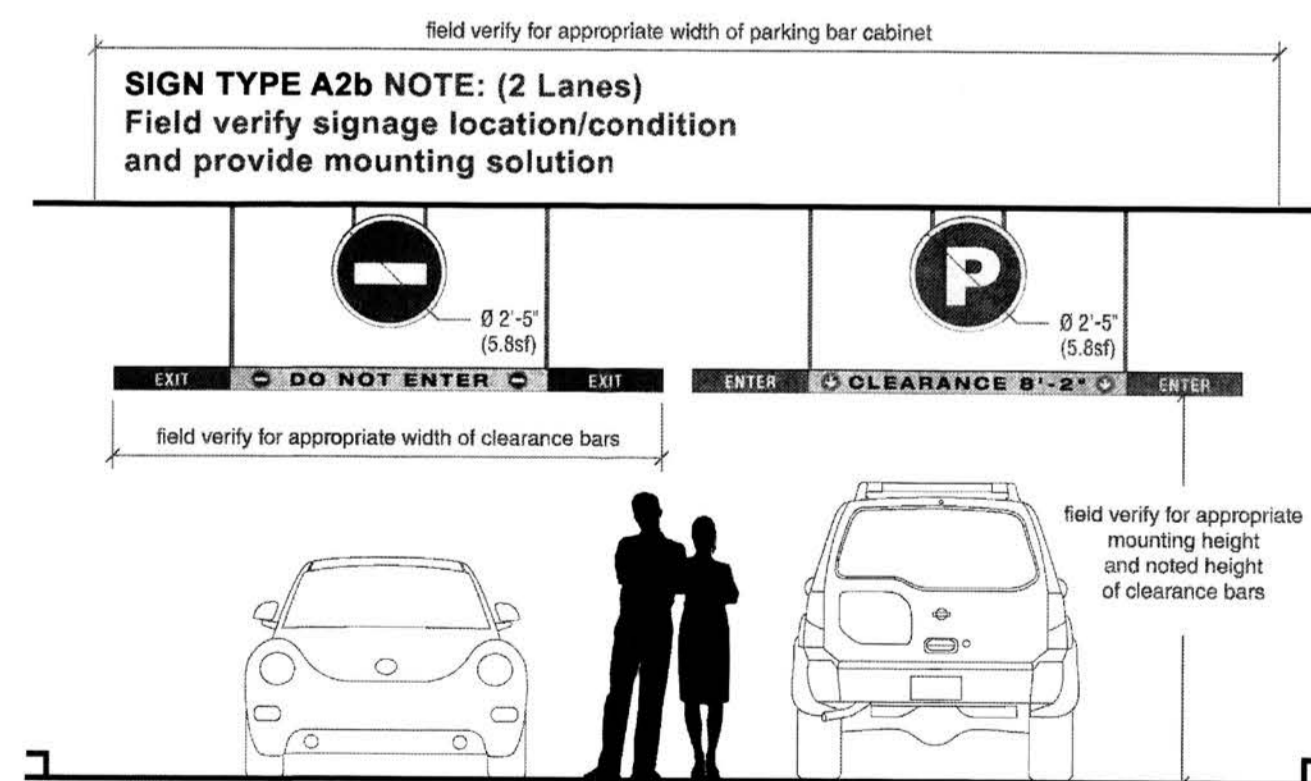 field verify for appropriate width of parking bar cabinet
SIGN TYPE A2b NOTE: (2 Lanes)
Field verify signage location/condition
and provide mounting solution
P
Ø 2'-5"
(5.8sf)
Ø 2'-5"
(5.8sf)
EXIT DO NOT ENTER EXIT
ENTER CLEARANCE 8'-2" ENTER
field verify for appropriate width of clearance bars
field verify for appropriate
mounting height
and noted height
of clearance bars